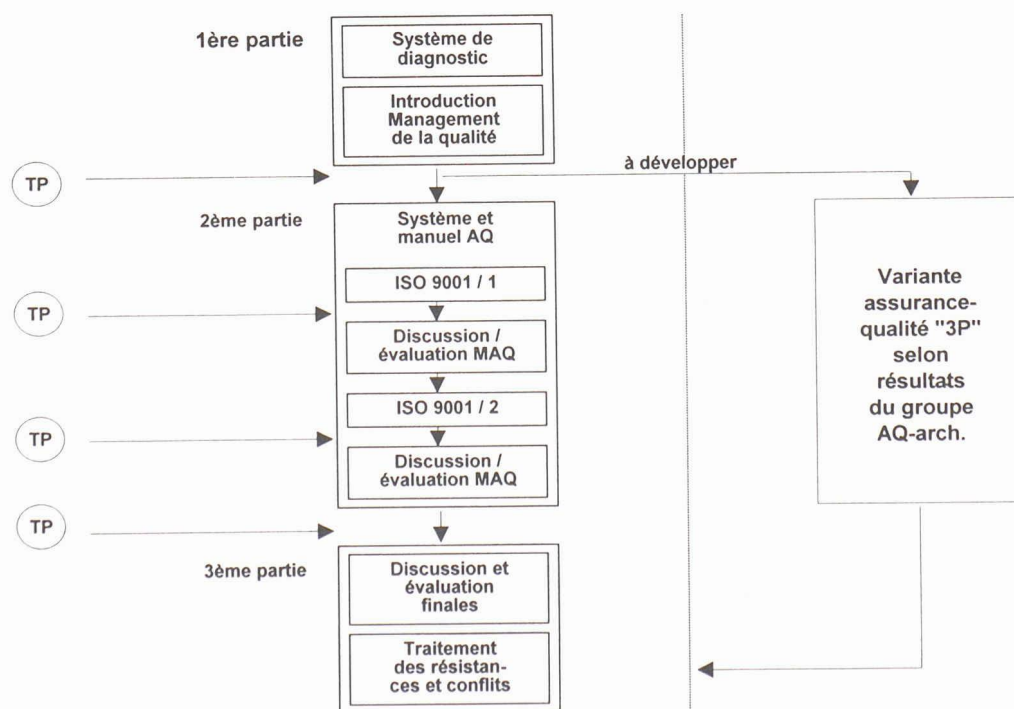 1ère partie
Système de
diagnostic
Introduction
Management
de la qualité
à développer
TP
2ème partie
Système et
manuel AQ
ISO 9001 / 1
TP
Discussion /
évaluation MAQ
ISO 9001 / 2
TP
Discussion /
évaluation MAQ
Variante
assurance-
qualité "3P"
selon
résultats
du groupe
AQ-arch.
TP
3ème partie
Discussion et
évaluation
finales
Traitement
des résistan-
ces et conflits